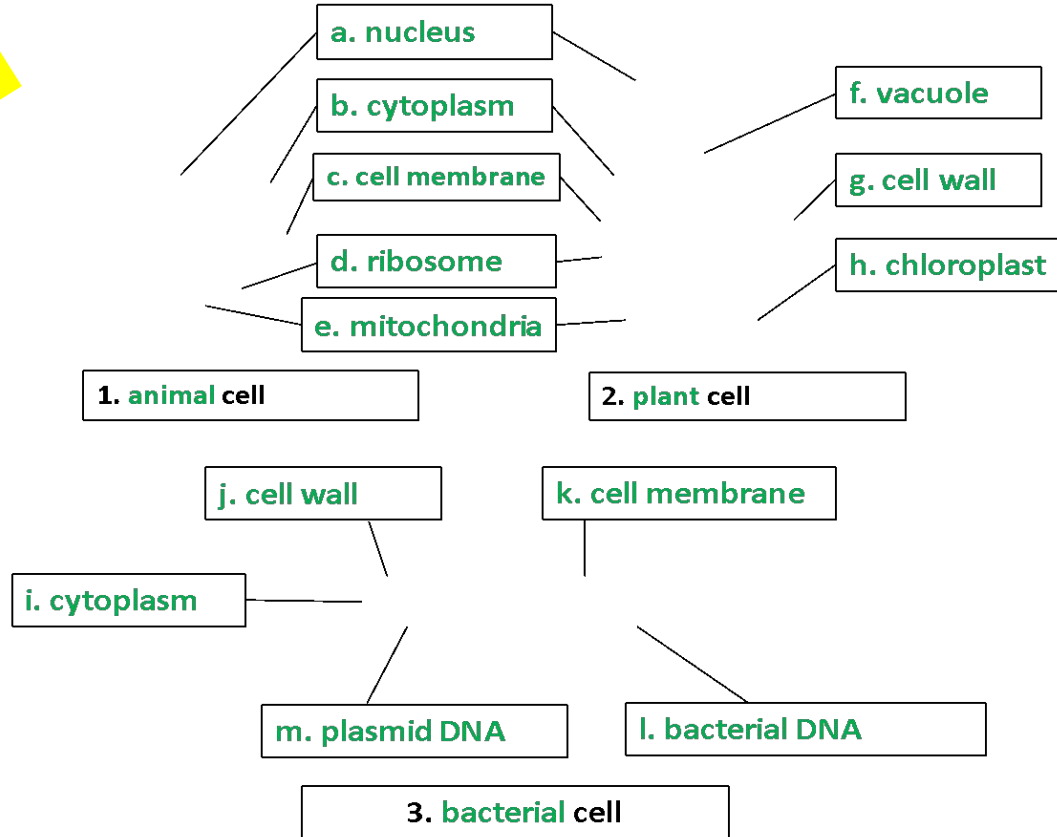 a. nucleus
b. cytoplasm
f. vacuole
c. cell membrane
g. cell wall
d. ribosome
h. chloroplast
e. mitochondria
1. animal cell
2. plant cell
j. cell wall
k. cell membrane
i. cytoplasm
m. plasmid DNA
l. bacterial DNA
3. bacterial cell